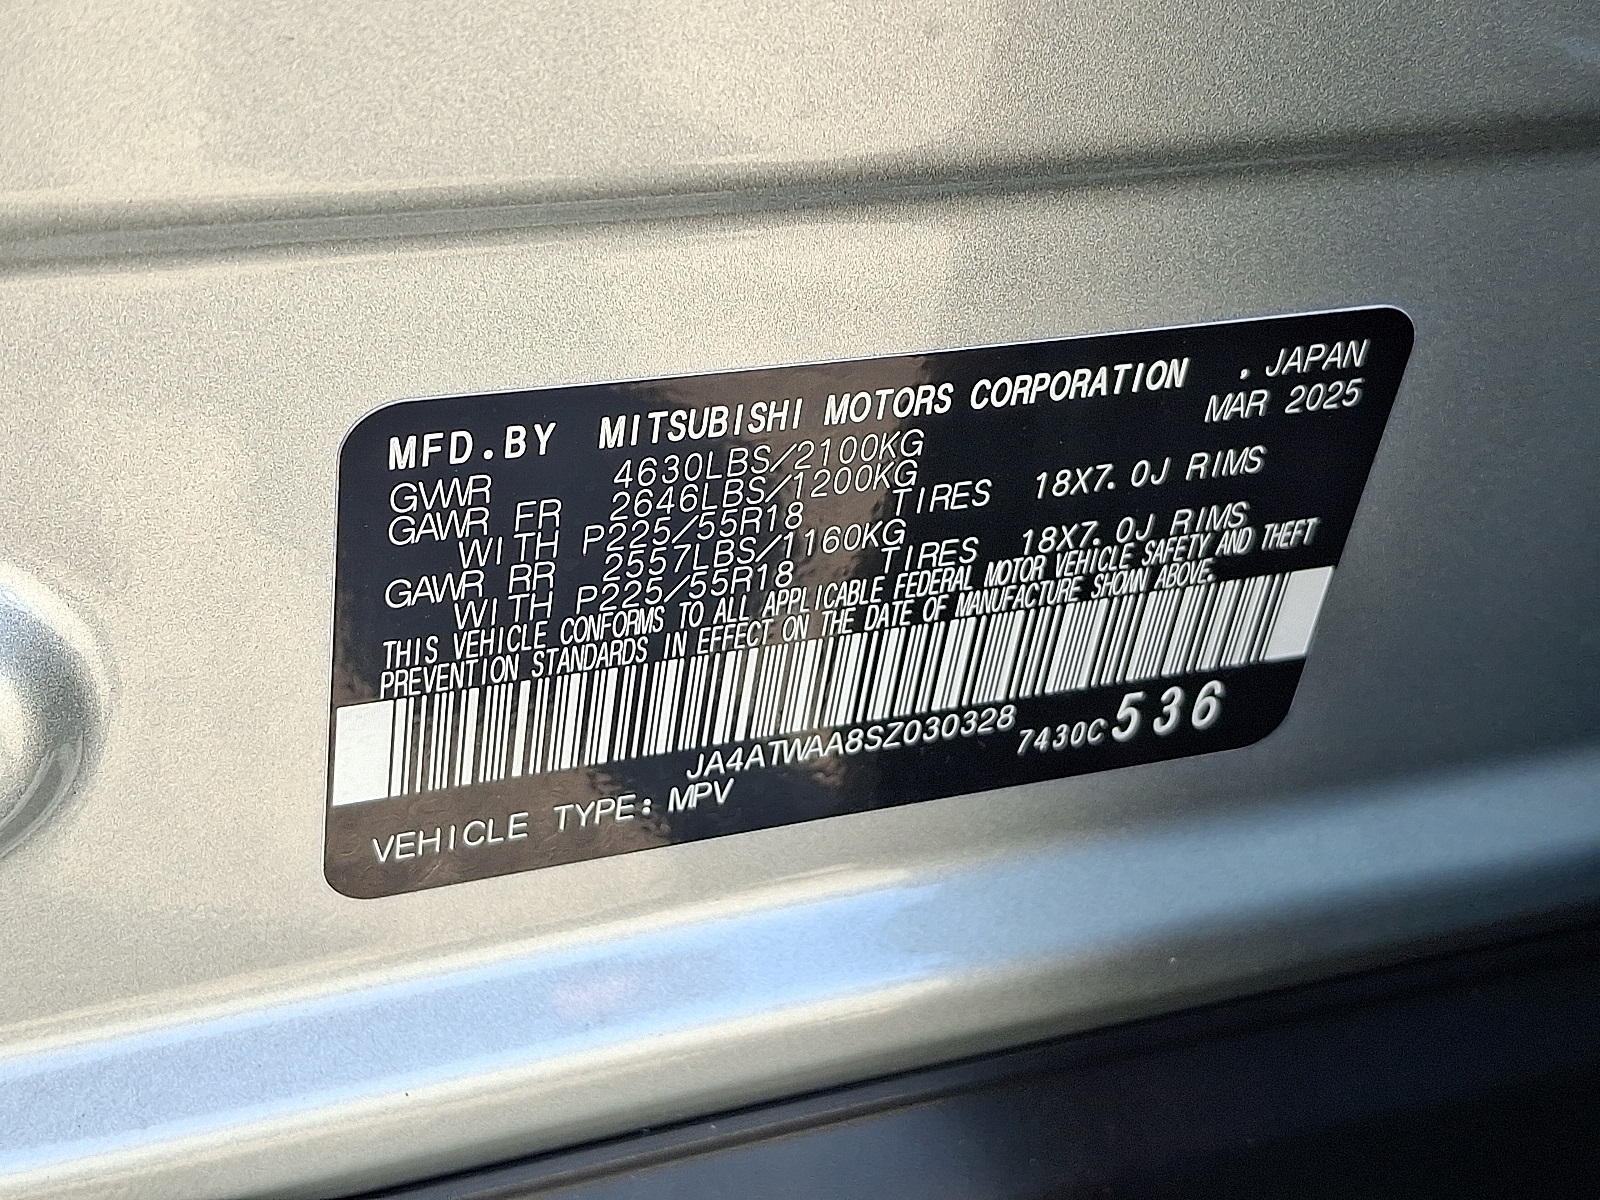 MFD.BY MITSUBISHI MOTORS CORPORATION . JAPAN
MAR 2025
GVWR 4630LBS/2100KG
GAWR FR 2646LBS/1200KG
WITH P225/55R18 TIRES 18X7.0J RIMS
GAWR RR 2557LBS/1160KG
WITH P225/55R18 TIRES 18X7.0J RIMS
THIS VEHICLE CONFORMS TO ALL APPLICABLE FEDERAL MOTOR VEHICLE SAFETY AND THEFT
PREVENTION STANDARDS IN EFFECT ON THE DATE OF MANUFACTURE SHOWN ABOVE.
JA4ATWAA8SZ030328 7430C536
VEHICLE TYPE: MPV